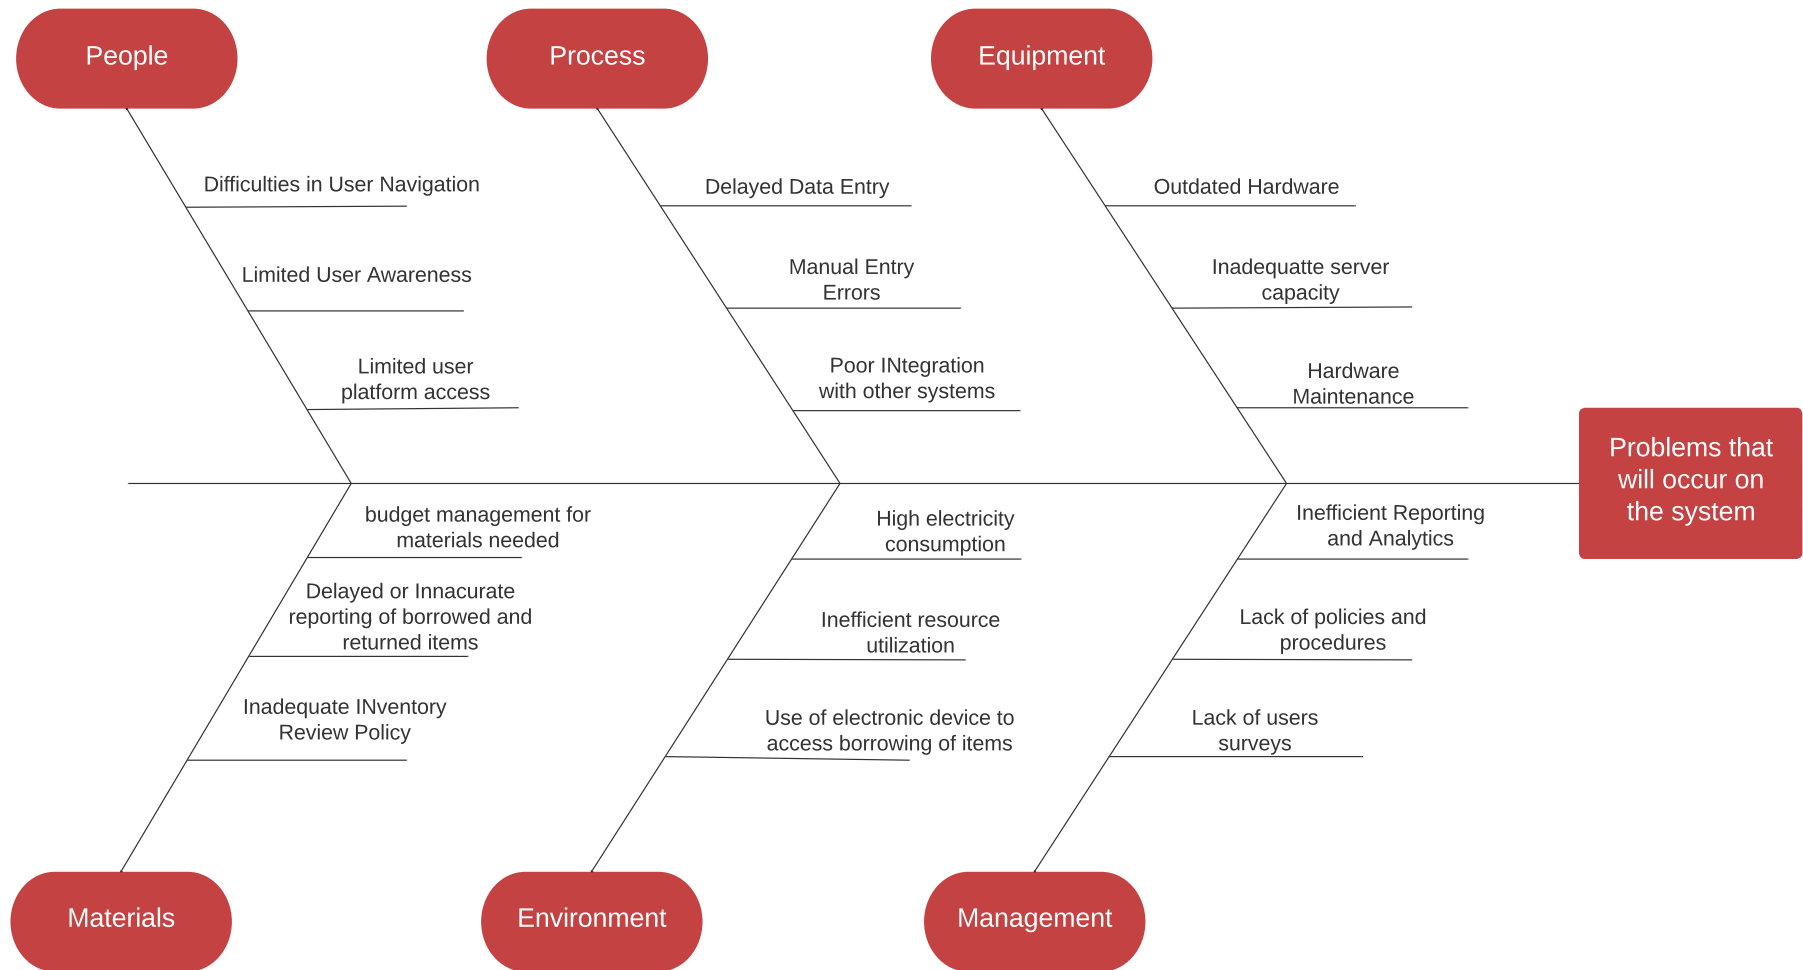 People
Process
Equipment
Difficulties in User Navigation
Limited User Awareness
Limited user
platform access
Delayed Data Entry
Manual Entry
Errors
Poor INtegration
with other systems
Outdated Hardware
Inadequatte server
capacity
Hardware
Maintenance
Problems that
will occur on
the system
budget management for
materials needed
Delayed or Innacurate
reporting of borrowed and
returned items
Inadequate INventory
Review Policy
High electricity
consumption
Inefficient resource
utilization
Use of electronic device to
access borrowing of items
Inefficient Reporting
and Analytics
Lack of policies and
procedures
Lack of users
surveys
Materials
Environment
Management